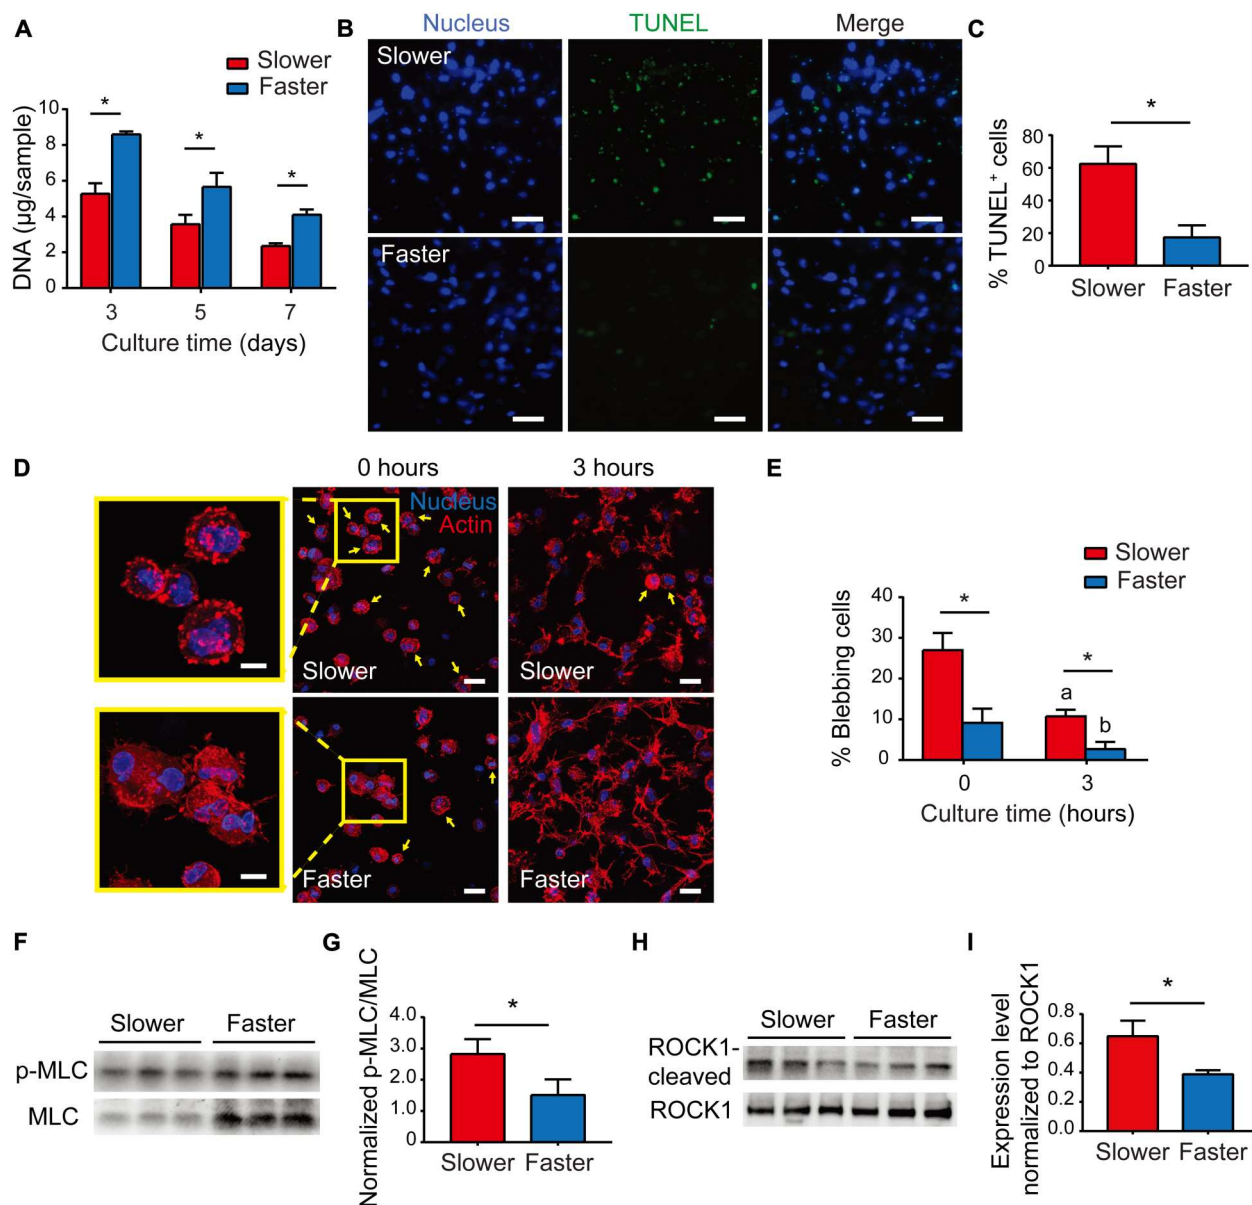 A
Slower
Faster
DNA (µg/sample)
10
8
6
4
2
0
*
*
*
3
5
7
Culture time (days)
B
Nucleus
TUNEL
Merge
Slower
Faster
C
% TUNEL+ cells
80
60
40
20
0
*
Slower
Faster
D
0 hours
3 hours
Nucleus
Actin
Slower
Slower
Faster
Faster
E
Slower
Faster
% Blebbing cells
40
30
20
10
0
*
*
a
b
0
3
Culture time (hours)
F
Slower
Faster
p-MLC
MLC
G
Normalized p-MLC/MLC
4.0
3.0
2.0
1.0
0
*
Slower
Faster
H
Slower
Faster
ROCK1-
cleaved
ROCK1
I
Expression level
normalized to ROCK1
0.8
0.6
0.4
0.2
0
*
Slower
Faster